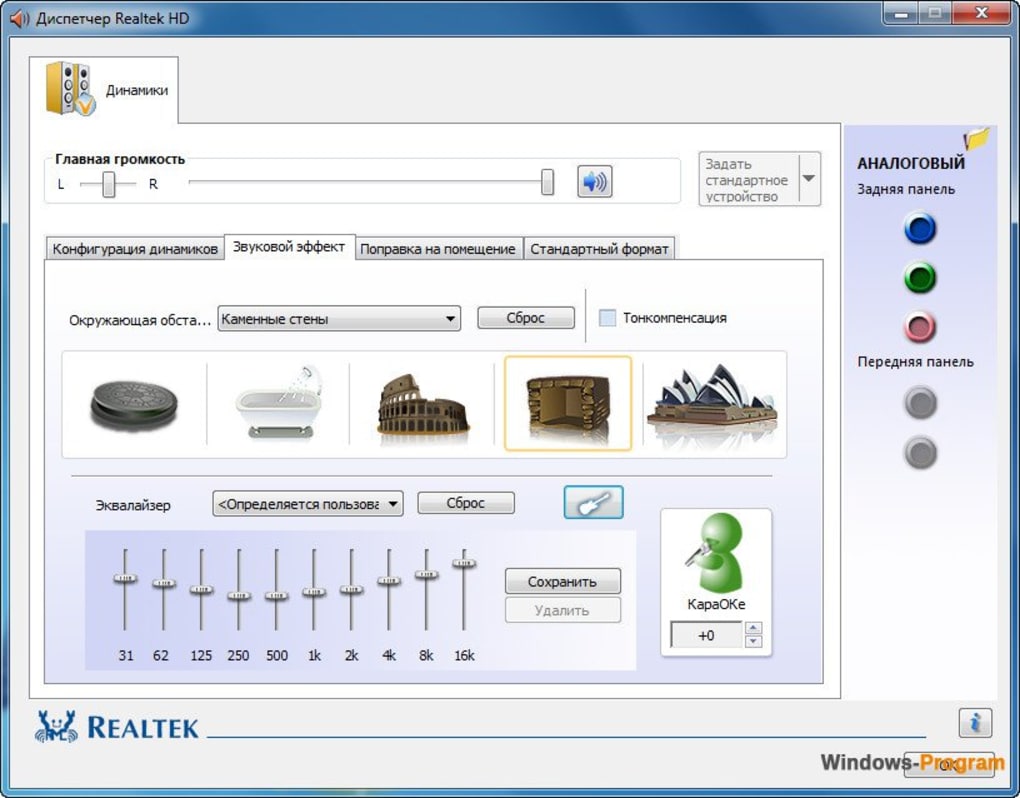 Диспетчер Realtek HD
Динамики
Главная громкость
L R
Задать
стандартное
устройство
АНАЛОГОВЫЙ
Задняя панель
Конфигурация динамиков Звуковой эффект Поправка на помещение Стандартный формат
Окружающая обста... Каменные стены Сброс Тонкомпенсация
Передняя панель
Эквалайзер <Определяется пользова Сброс
Сохранить
Удалить
КараОКе
+0
31 62 125 250 500 1k 2k 4k 8k 16k
REALTEK
Windows-Program
OK